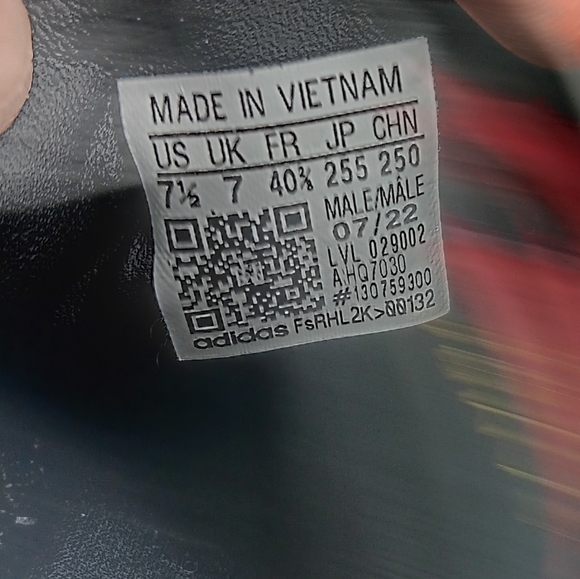 MADE IN VIETNAM
US UK FR JP CHN
7½ 7 40⅔ 255 250
MALE/MÂLE
07/22
LVL 029002
AHQ7030
#130759300
adidas FsRHL2K>00132